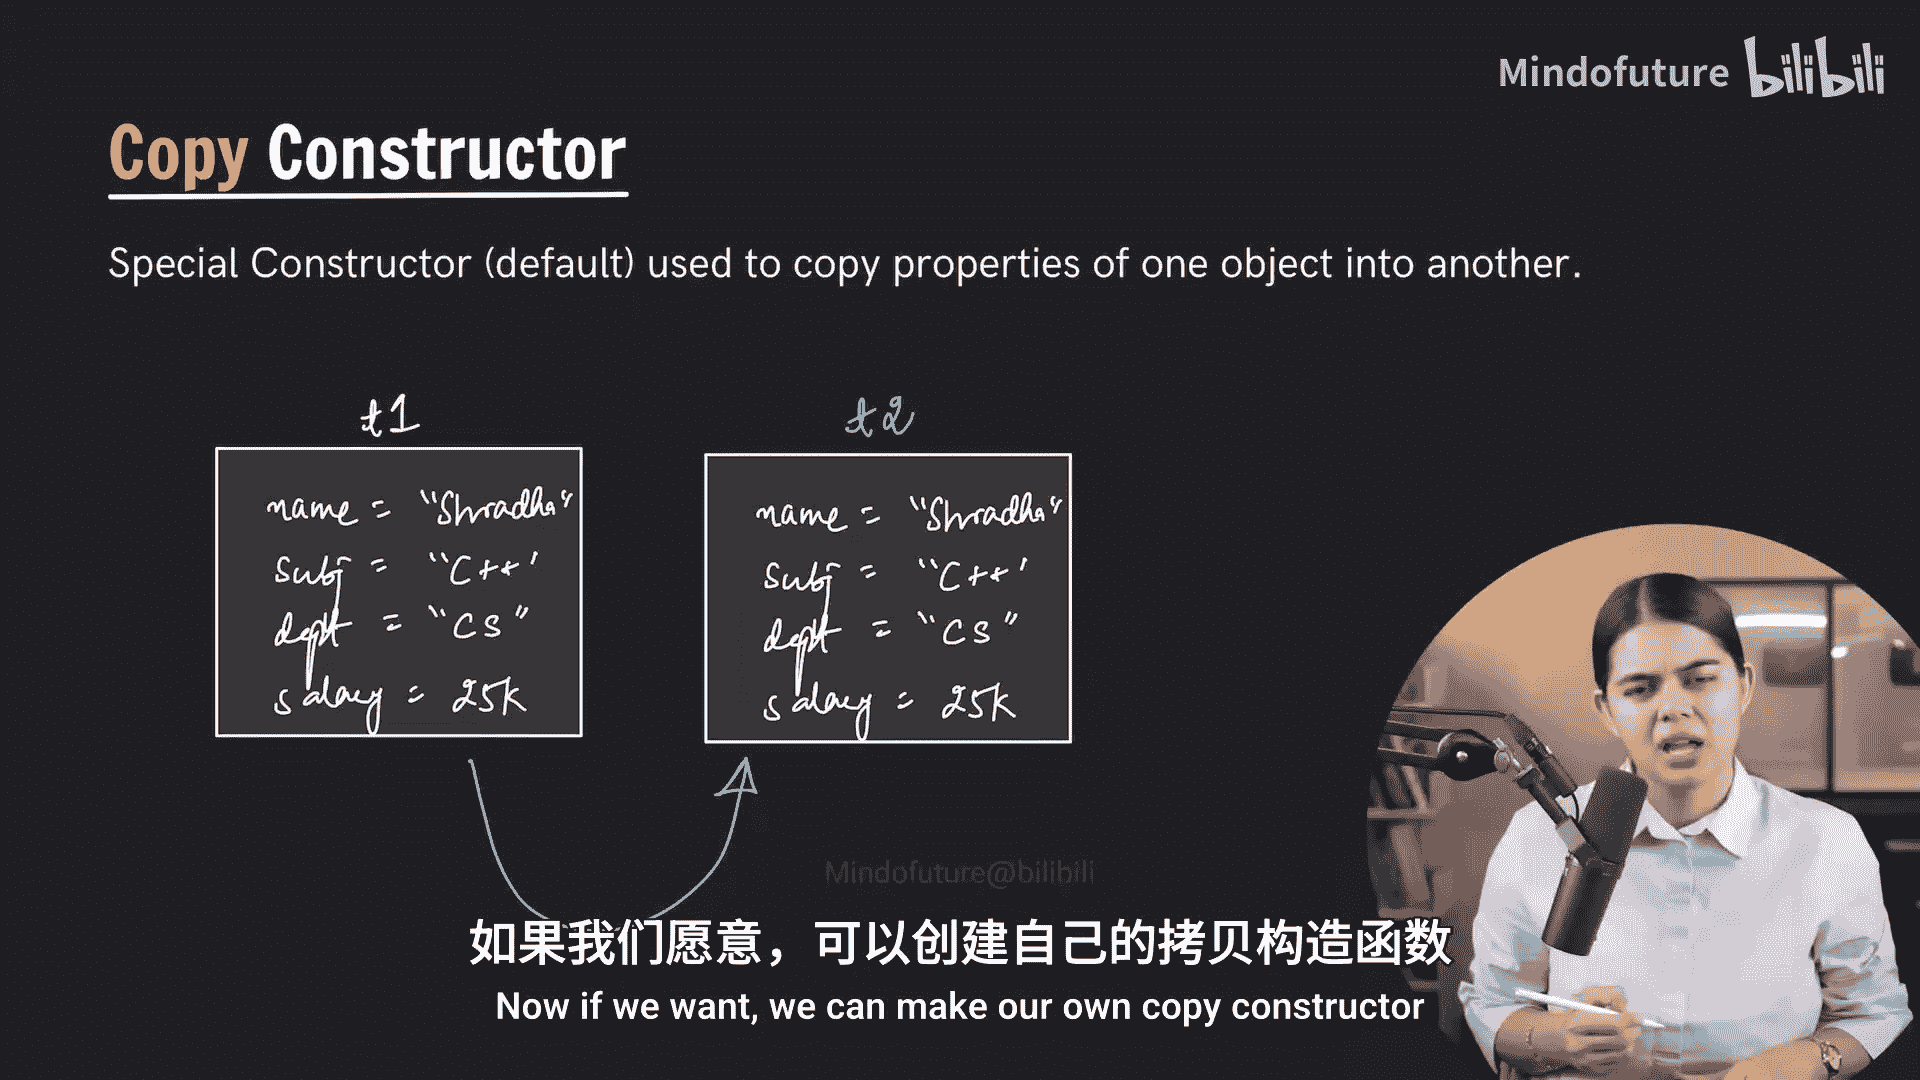 Mindofuture bilibili
Copy Constructor
Special Constructor (default) used to copy properties of one object into another.
t1
name = "Shradha"
subj = "C++'
dept = "CS"
salary = 25k
t2
name = "Shradha"
subj = "C++'
dept = "CS"
salary = 25k
Mindofuture@bilibili
如果我们愿意，可以创建自己的拷贝构造函数
Now if we want, we can make our own copy constructor